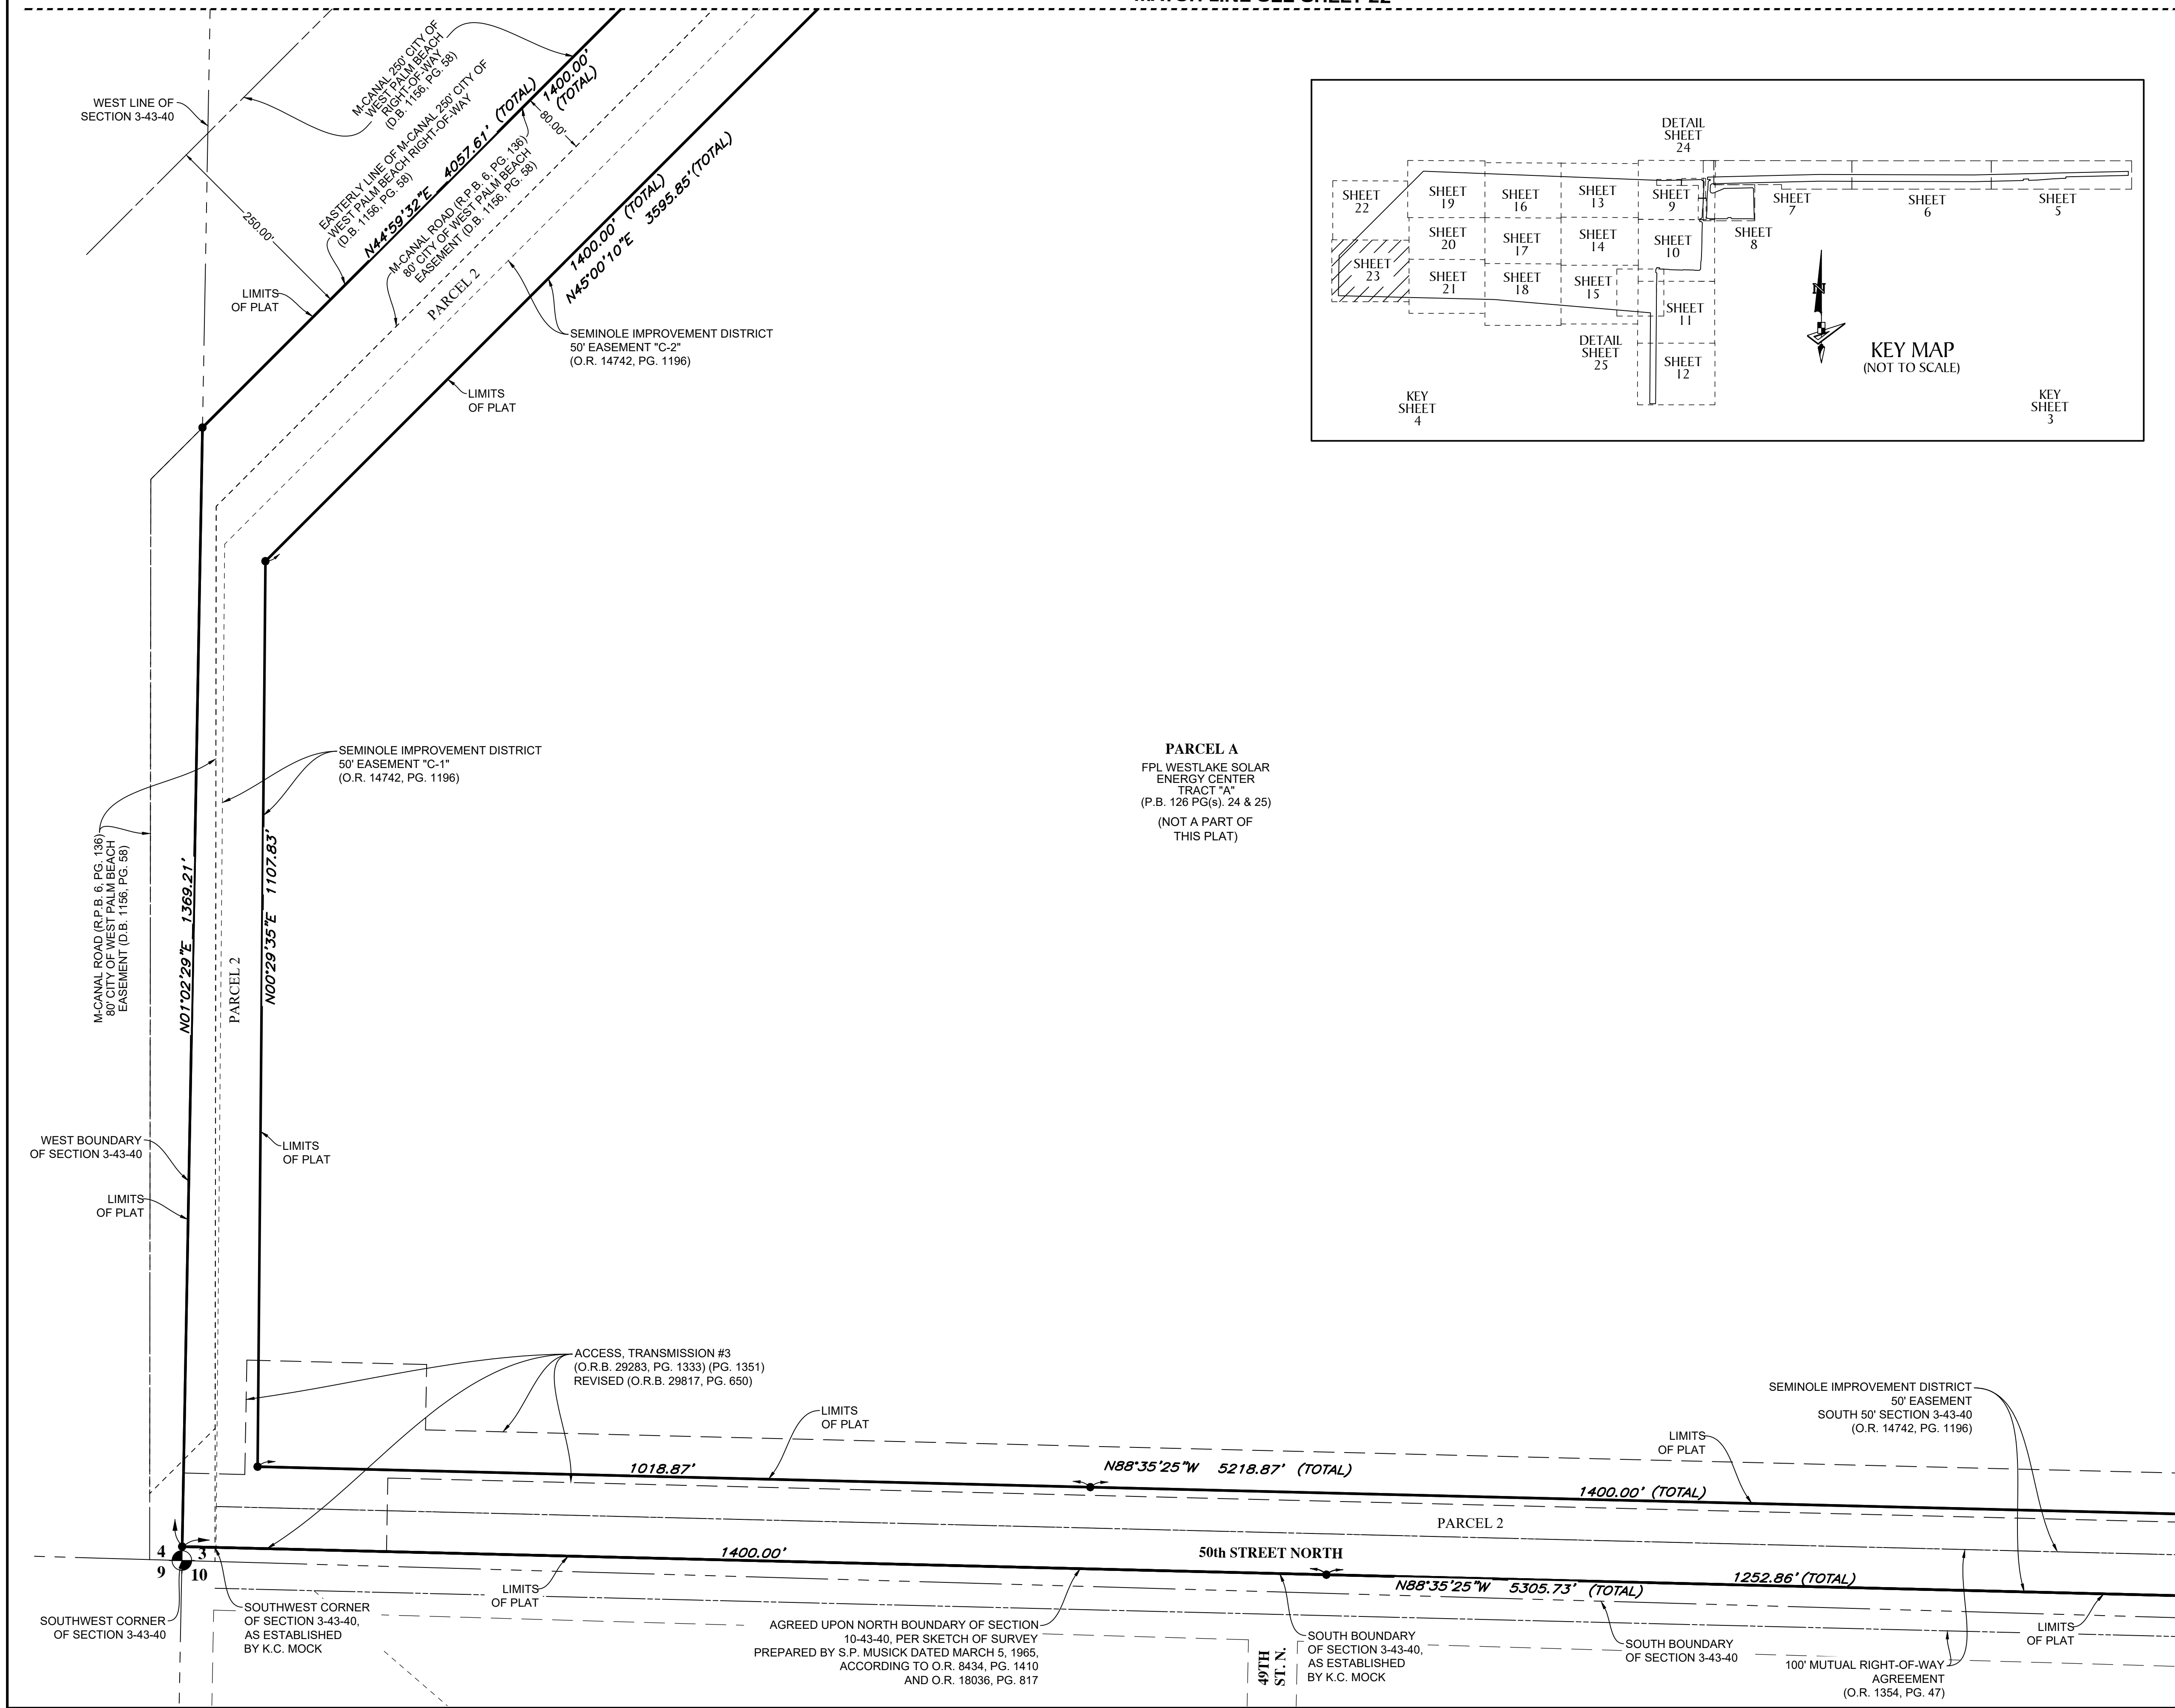 MATCH LINE SEE SHEET 22
WEST LINE OF
SECTION 3-43-40
M-CANAL 250' CITY OF
WEST PALM BEACH
RIGHT-OF-WAY
(D.B. 1156, PG. 58)
EASTERLY LINE OF M-CANAL 250' CITY OF
WEST PALM BEACH RIGHT-OF-WAY
(D.B. 1156, PG. 58)
N44°59'32"E 4057.61' (TOTAL)
1400.00'
(TOTAL)
80.00'
250.00'
M-CANAL ROAD (R.P.B. 6, PG. 136)
80' CITY OF WEST PALM BEACH
EASEMENT (D.B. 1156, PG. 58)
PARCEL 2
1400.00' (TOTAL)
N45°00'10"E 3595.85' (TOTAL)
LIMITS
OF PLAT
SEMINOLE IMPROVEMENT DISTRICT
50' EASEMENT "C-2"
(O.R. 14742, PG. 1196)
LIMITS
OF PLAT
DETAIL
SHEET
24
SHEET
22
SHEET
19
SHEET
16
SHEET
13
SHEET
9
SHEET
7
SHEET
6
SHEET
5
SHEET
8
SHEET
20
SHEET
17
SHEET
14
SHEET
10
SHEET
23
SHEET
21
SHEET
18
SHEET
15
SHEET
11
DETAIL
SHEET
25
SHEET
12
N
KEY MAP
(NOT TO SCALE)
KEY
SHEET
4
KEY
SHEET
3
SEMINOLE IMPROVEMENT DISTRICT
50' EASEMENT "C-1"
(O.R. 14742, PG. 1196)
PARCEL A
FPL WESTLAKE SOLAR
ENERGY CENTER
TRACT "A"
(P.B. 126 PG(s). 24 & 25)
(NOT A PART OF
THIS PLAT)
M-CANAL ROAD (R.P.B. 6, PG. 136)
80' CITY OF WEST PALM BEACH
EASEMENT (D.B. 1156, PG. 58)
N01°02'29"E 1369.21'
PARCEL 2
N00°29'35"E 1107.83'
WEST BOUNDARY
OF SECTION 3-43-40
LIMITS
OF PLAT
LIMITS
OF PLAT
ACCESS, TRANSMISSION #3
(O.R.B. 29283, PG. 1333) (PG. 1351)
REVISED (O.R.B. 29817, PG. 650)
LIMITS
OF PLAT
SEMINOLE IMPROVEMENT DISTRICT
50' EASEMENT
SOUTH 50' SECTION 3-43-40
(O.R. 14742, PG. 1196)
LIMITS
OF PLAT
1018.87'
N88°35'25"W 5218.87' (TOTAL)
1400.00' (TOTAL)
PARCEL 2
4 3
9 10
1400.00'
50th STREET NORTH
N88°35'25"W 5305.73' (TOTAL)
1252.86' (TOTAL)
LIMITS
OF PLAT
SOUTHWEST CORNER
OF SECTION 3-43-40
SOUTHWEST CORNER
OF SECTION 3-43-40,
AS ESTABLISHED
BY K.C. MOCK
AGREED UPON NORTH BOUNDARY OF SECTION
10-43-40, PER SKETCH OF SURVEY
PREPARED BY S.P. MUSICK DATED MARCH 5, 1965,
ACCORDING TO O.R. 8434, PG. 1410
AND O.R. 18036, PG. 817
49TH
ST. N.
SOUTH BOUNDARY
OF SECTION 3-43-40,
AS ESTABLISHED
BY K.C. MOCK
SOUTH BOUNDARY
OF SECTION 3-43-40
LIMITS
OF PLAT
100' MUTUAL RIGHT-OF-WAY
AGREEMENT
(O.R. 1354, PG. 47)